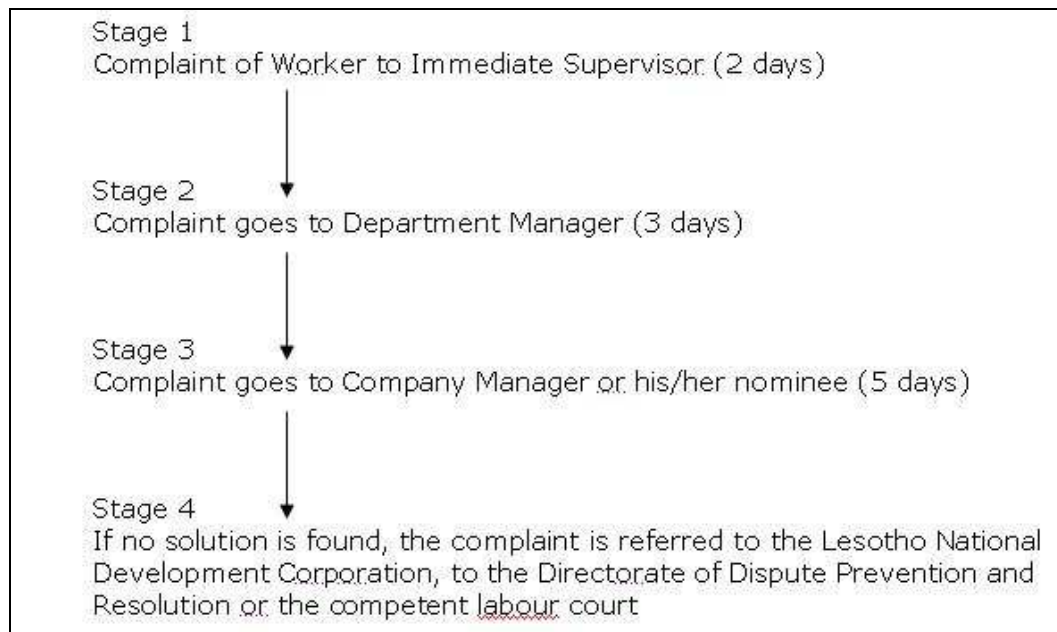 Stage 1
Complaint of Worker to Immediate Supervisor (2 days)
Stage 2
Complaint goes to Department Manager (3 days)
Stage 3
Complaint goes to Company Manager or his/her nominee (5 days)
Stage 4
If no solution is found, the complaint is referred to the Lesotho National
Development Corporation, to the Directorate of Dispute Prevention and
Resolution or the competent labour court